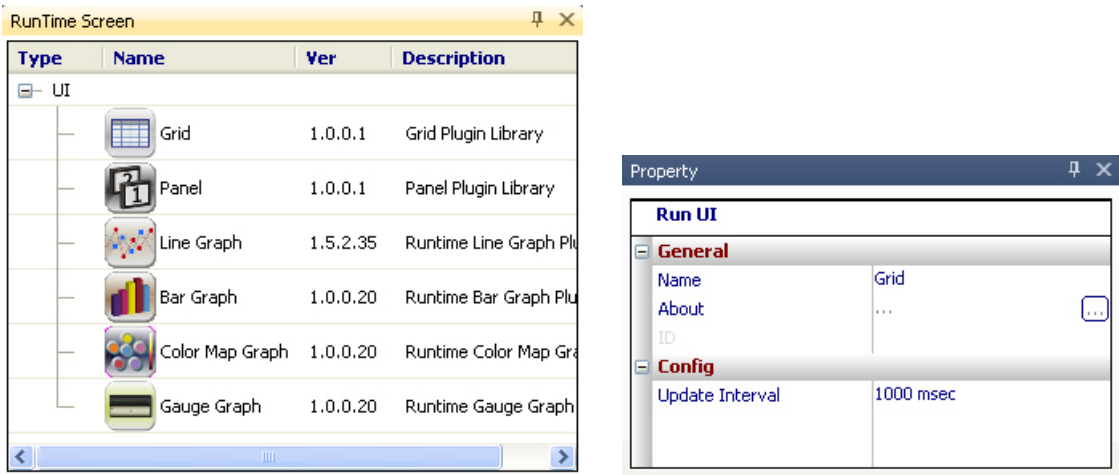 RunTime Screen
Type Name Ver Description
UI
Grid 1.0.0.1 Grid Plugin Library
Panel 1.0.0.1 Panel Plugin Library
Line Graph 1.5.2.35 Runtime Line Graph Plu
Bar Graph 1.0.0.20 Runtime Bar Graph Plu
Color Map Graph 1.0.0.20 Runtime Color Map Gra
Gauge Graph 1.0.0.20 Runtime Gauge Graph
Property
Run UI
General
Name Grid
About ... ...
ID
Config
Update Interval 1000 msec